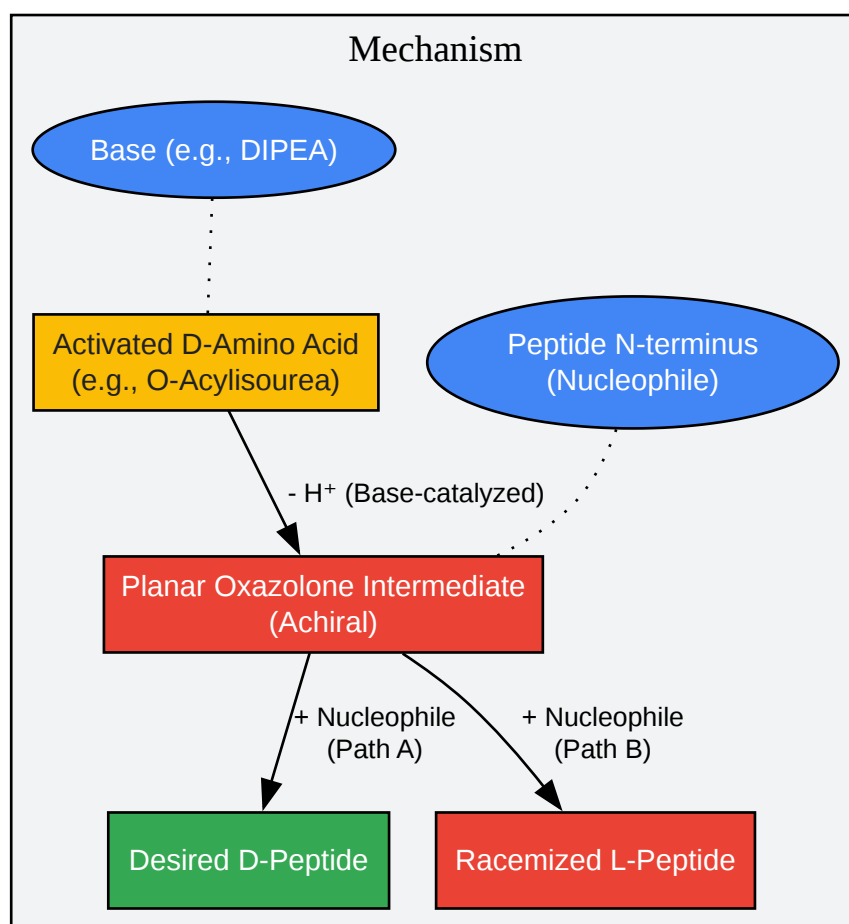 Mechanism
Base (e.g., DIPEA)
Activated D-Amino Acid
(e.g., O-Acylisourea)
Peptide N-terminus
(Nucleophile)
- H⁺ (Base-catalyzed)
Planar Oxazolone Intermediate
(Achiral)
+ Nucleophile
(Path A)
+ Nucleophile
(Path B)
Desired D-Peptide
Racemized L-Peptide